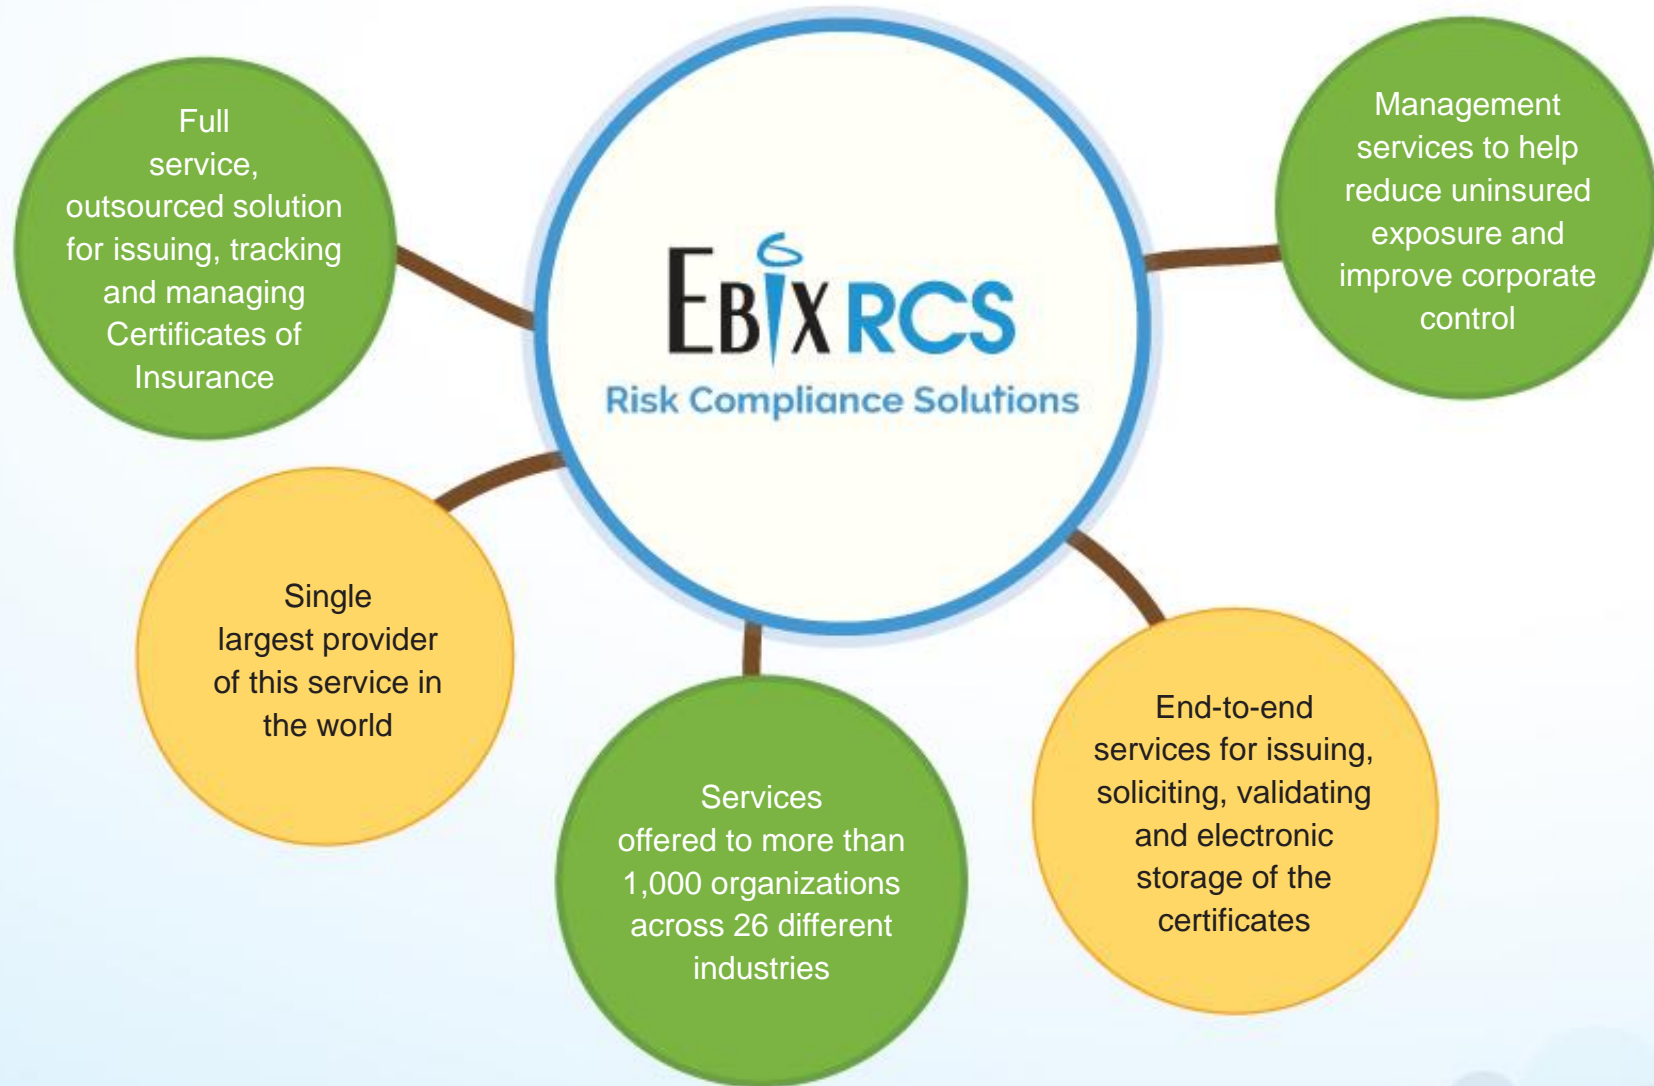 Full
service,
outsourced solution
for issuing, tracking
and managing
Certificates of
Insurance
EBIX RCS
Risk Compliance Solutions
Management
services to help
reduce uninsured
exposure and
improve corporate
control
Single
largest provider
of this service in
the world
Services
offered to more than
1,000 organizations
across 26 different
industries
End-to-end
services for issuing,
soliciting, validating
and electronic
storage of the
certificates